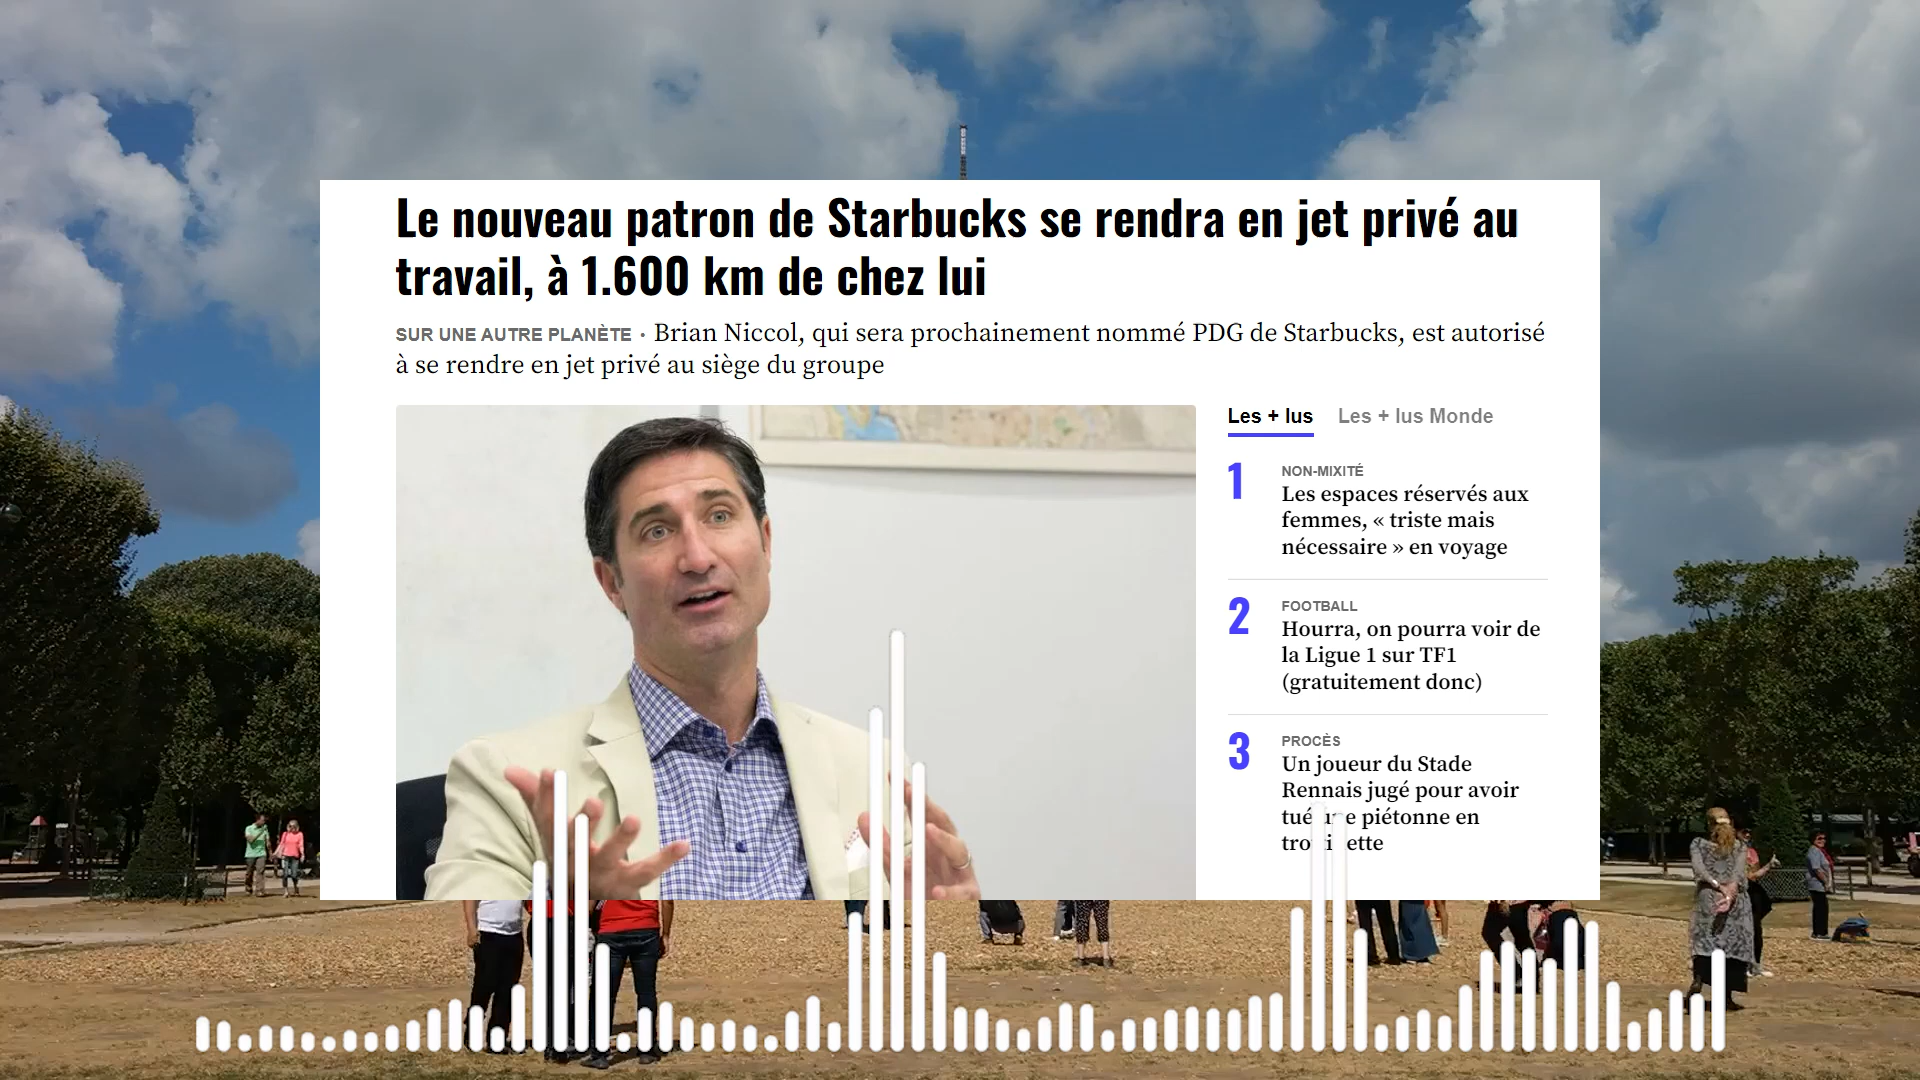 Le nouveau patron de Starbucks se rendra en jet privé au
travail, à 1.600 km de chez lui
SUR UNE AUTRE PLANÈTE • Brian Niccol, qui sera prochainement nommé PDG de Starbucks, est autorisé
à se rendre en jet privé au siège du groupe
Les + lus Les + lus Monde
1
NON-MIXITÉ
Les espaces réservés aux
femmes, « triste mais
nécessaire » en voyage
2
FOOTBALL
Hourra, on pourra voir de
la Ligue 1 sur TF1
(gratuitement donc)
3
PROCÈS
Un joueur du Stade
Rennais jugé pour avoir
tué une piétonne en
trottinette